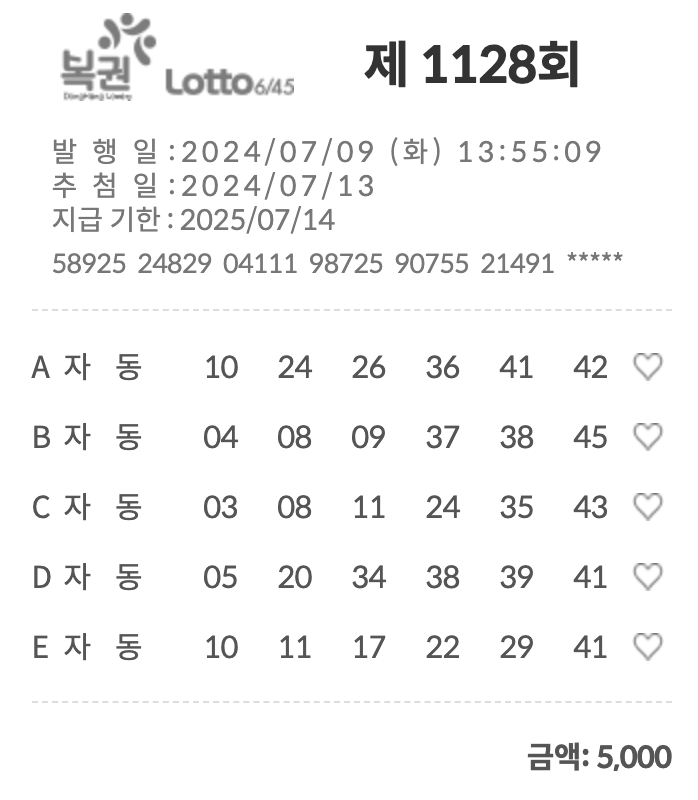 복권 Lotto6/45
제 1128회
발 행 일 : 2024/07/09 (화) 13:55:09
추 첨 일 : 2024/07/13
지급 기한 : 2025/07/14
58925 24829 04111 98725 90755 21491 *****
A 자 동 10 24 26 36 41 42 ♡
B 자 동 04 08 09 37 38 45 ♡
C 자 동 03 08 11 24 35 43 ♡
D 자 동 05 20 34 38 39 41 ♡
E 자 동 10 11 17 22 29 41 ♡
금액: 5,000